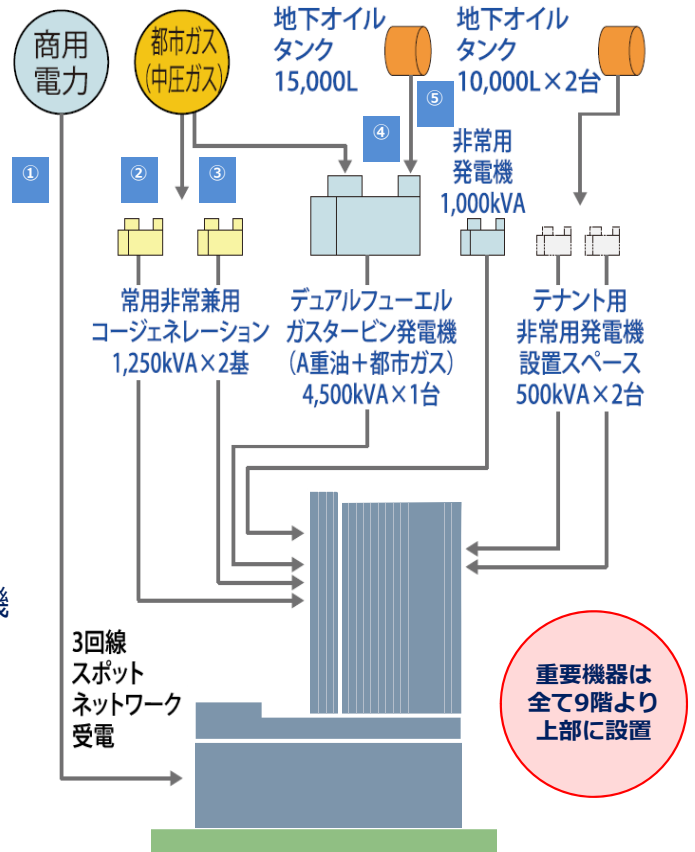 商用
電力
都市ガス
(中圧ガス)
地下オイル
タンク
15,000L
地下オイル
タンク
10,000L×2台
①
②
③
④
⑤
非常用
発電機
1,000kVA
常用非常兼用
コージェネレーション
1,250kVA×2基
デュアルフューエル
ガスタービン発電機
(A重油+都市ガス)
4,500kVA×1台
テナント用
非常用発電機
設置スペース
500kVA×2台
機
3回線
スポット
ネットワーク
受電
重要機器は
全て9階より
上部に設置